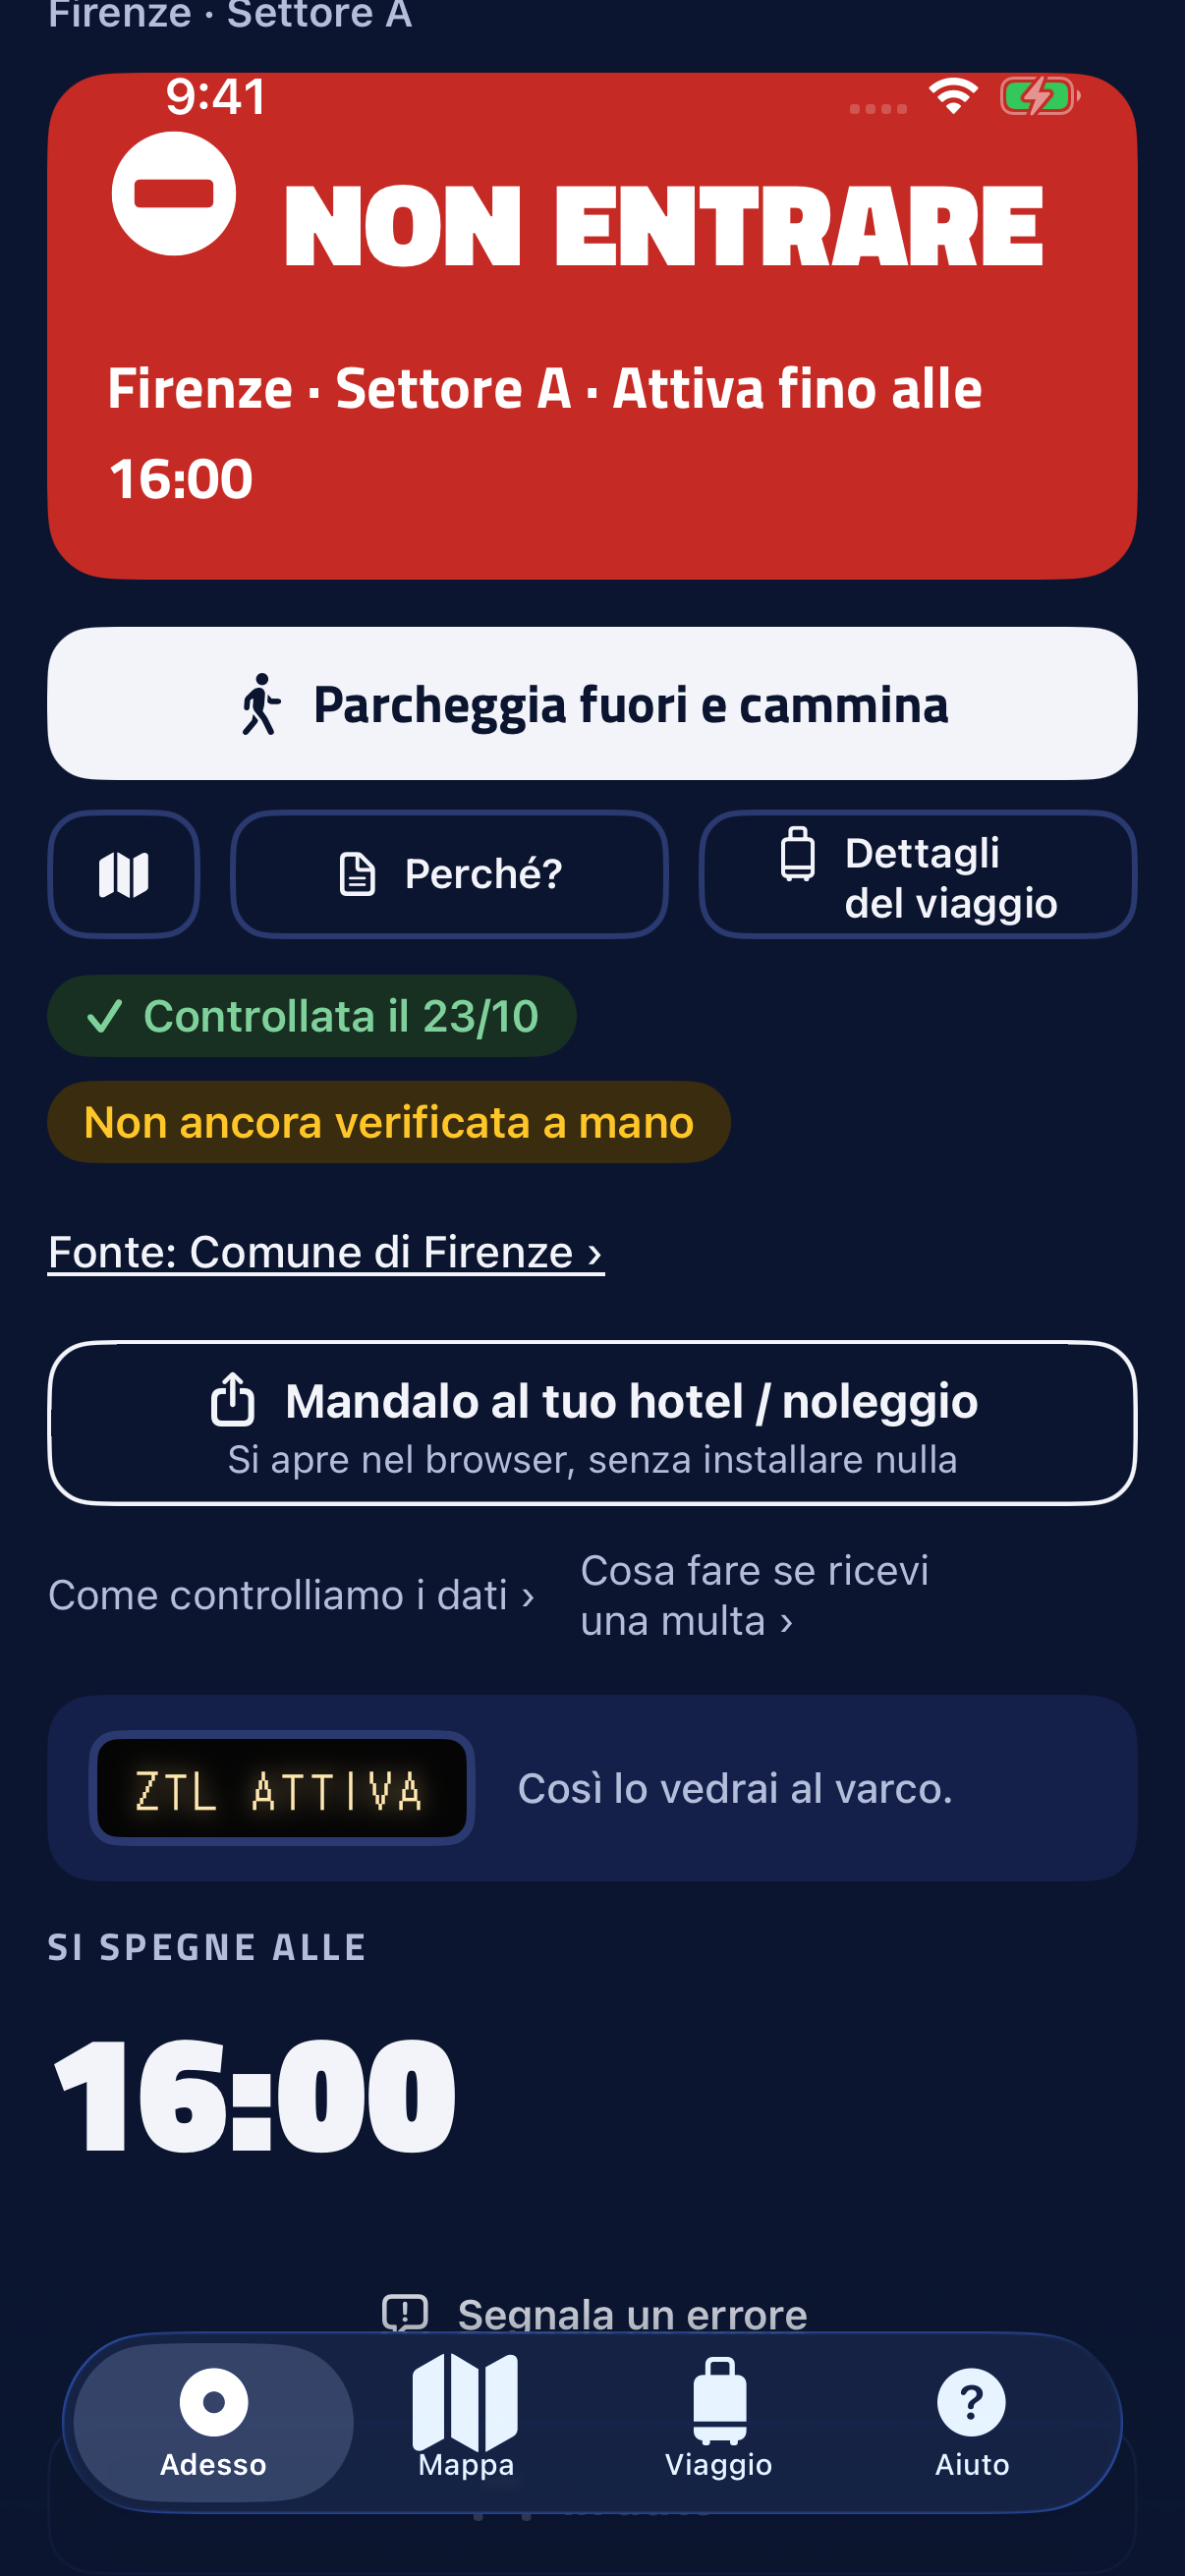 Firenze · Settore A
9:41
NON ENTRARE
Firenze · Settore A · Attiva fino alle
16:00
Parcheggia fuori e cammina
Perché?
Dettagli
del viaggio
Controllata il 23/10
Non ancora verificata a mano
Fonte: Comune di Firenze ›
Mandalo al tuo hotel / noleggio
Si apre nel browser, senza installare nulla
Come controlliamo i dati ›
Cosa fare se ricevi
una multa ›
ZTL ATTIVA
Così lo vedrai al varco.
SI SPEGNE ALLE
16:00
Segnala un errore
Adesso
Mappa
Viaggio
Aiuto